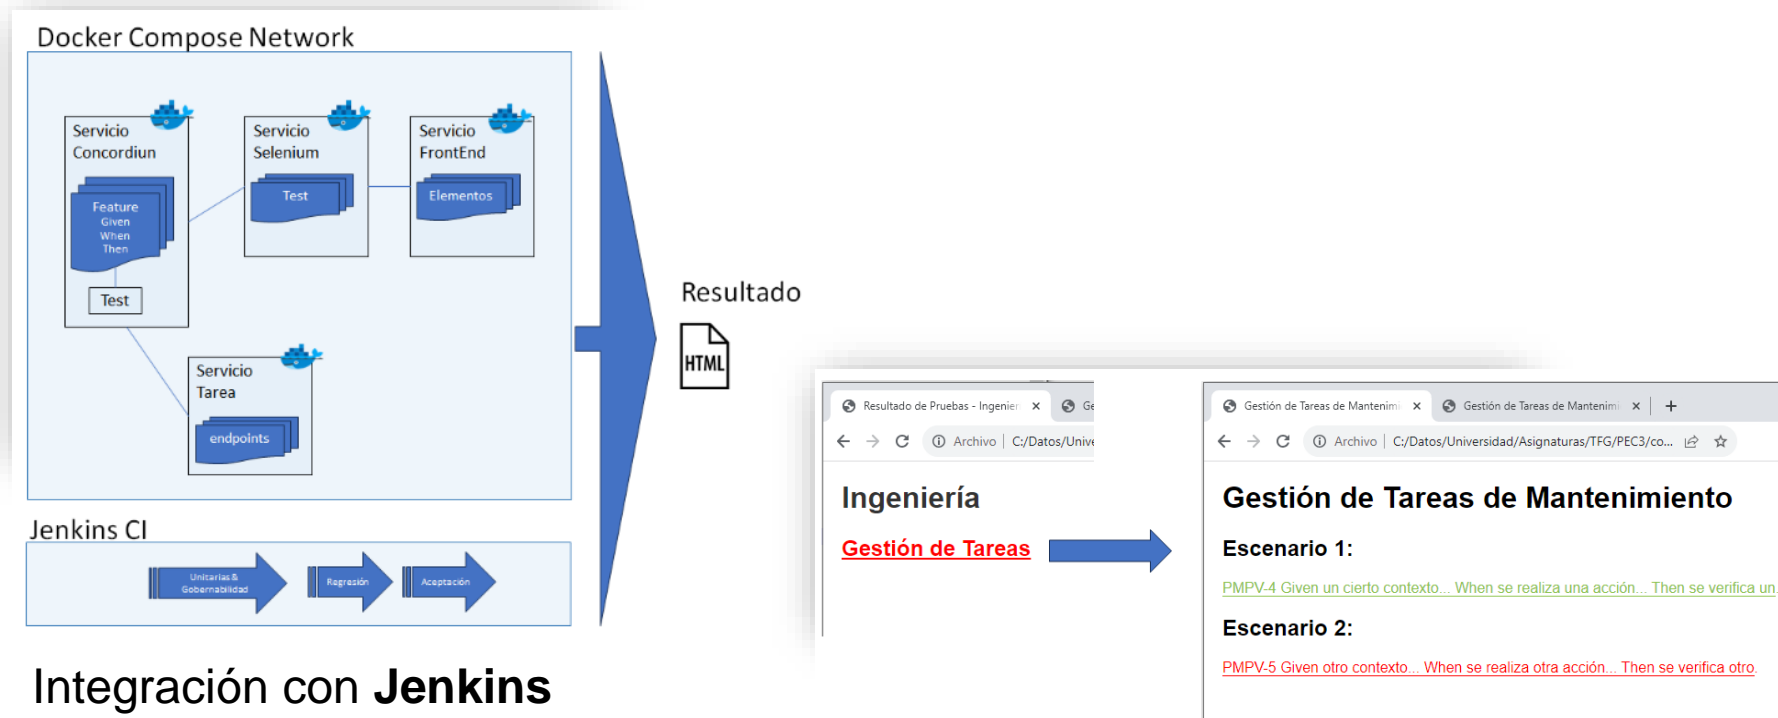 Docker Compose Network
Servicio
Concordiun
Feature
Given
When
Then
Test
Servicio
Selenium
Test
Servicio
FrontEnd
Elementos
Servicio
Tarea
endpoints
Jenkins CI
Unitarias &
Gobernabilidad
Regresión
Aceptación
Resultado
HTML
Integración con Jenkins
Resultado de Pruebas - Ingenier
Ge
Archivo | C:/Datos/Unive
Ingeniería
Gestión de Tareas
Gestión de Tareas de Mantenim
Gestión de Tareas de Mantenimi
Archivo | C:/Datos/Universidad/Asignaturas/TFG/PEC3/co...
Gestión de Tareas de Mantenimiento
Escenario 1:
PMPV-4 Given un cierto contexto... When se realiza una acción... Then se verifica un.
Escenario 2:
PMPV-5 Given otro contexto... When se realiza otra acción... Then se verifica otro.